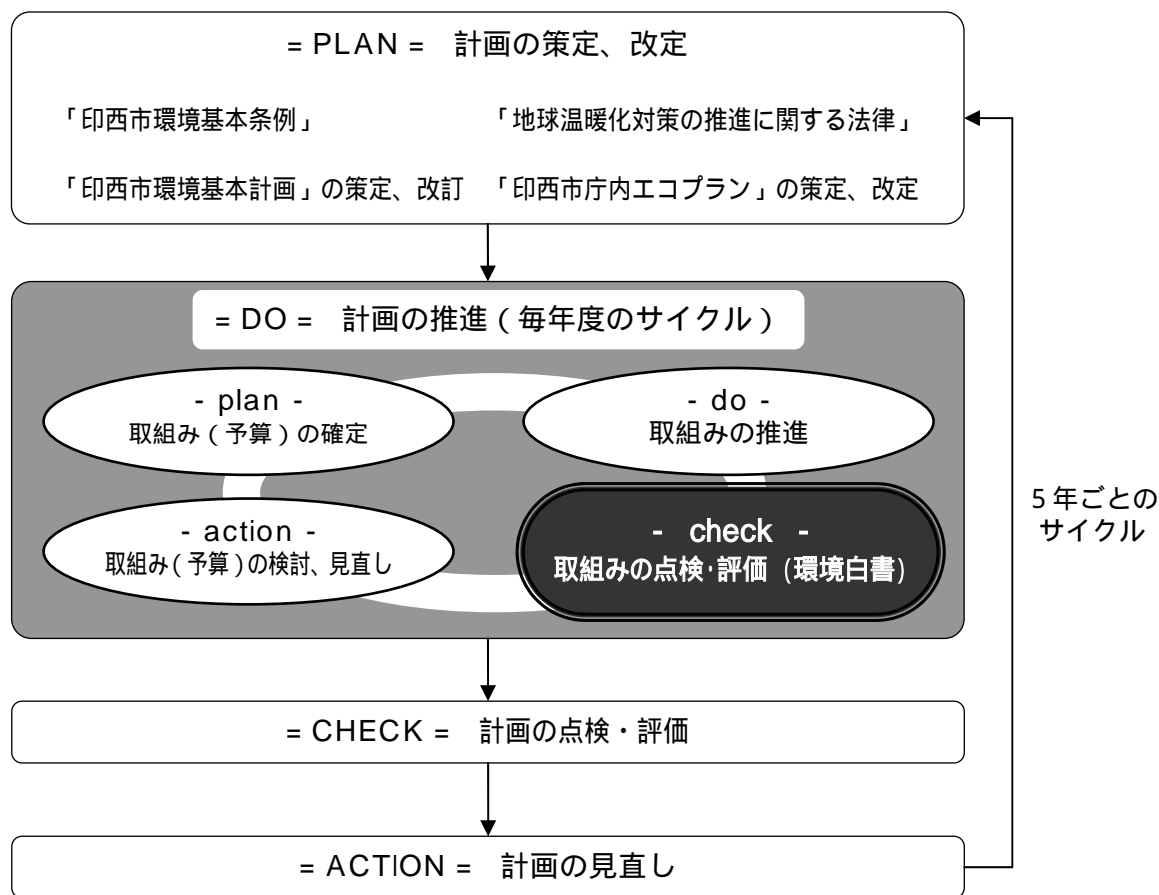 = PLAN = 計画の策定、改定
「印西市環境基本条例」 「地球温暖化対策の推進に関する法律」
「印西市環境基本計画」の策定、改訂 「印西市庁内エコプラン」の策定、改定
= DO = 計画の推進(毎年度のサイクル)
- plan -
取組み(予算)の確定
- do -
取組みの推進
- action -
取組み(予算)の検討、見直し
- check -
取組みの点検・評価 (環境白書)
5年ごとの
サイクル
= CHECK = 計画の点検・評価
= ACTION = 計画の見直し